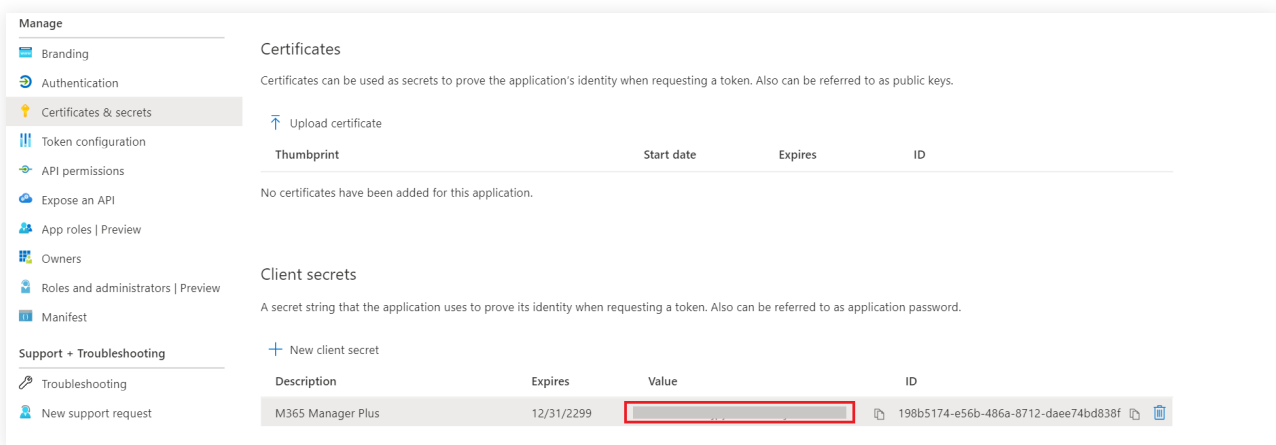 Manage
Branding
Authentication
Certificates & secrets
Token configuration
API permissions
Expose an API
App roles | Preview
Owners
Roles and administrators | Preview
Manifest
Support + Troubleshooting
Troubleshooting
New support request
Certificates
Certificates can be used as secrets to prove the application's identity when requesting a token. Also can be referred to as public keys.
Upload certificate
Thumbprint Start date Expires ID
No certificates have been added for this application.
Client secrets
A secret string that the application uses to prove its identity when requesting a token. Also can be referred to as application password.
New client secret
Description Expires Value ID
M365 Manager Plus 12/31/2299 198b5174-e56b-486a-8712-daee74bd838f